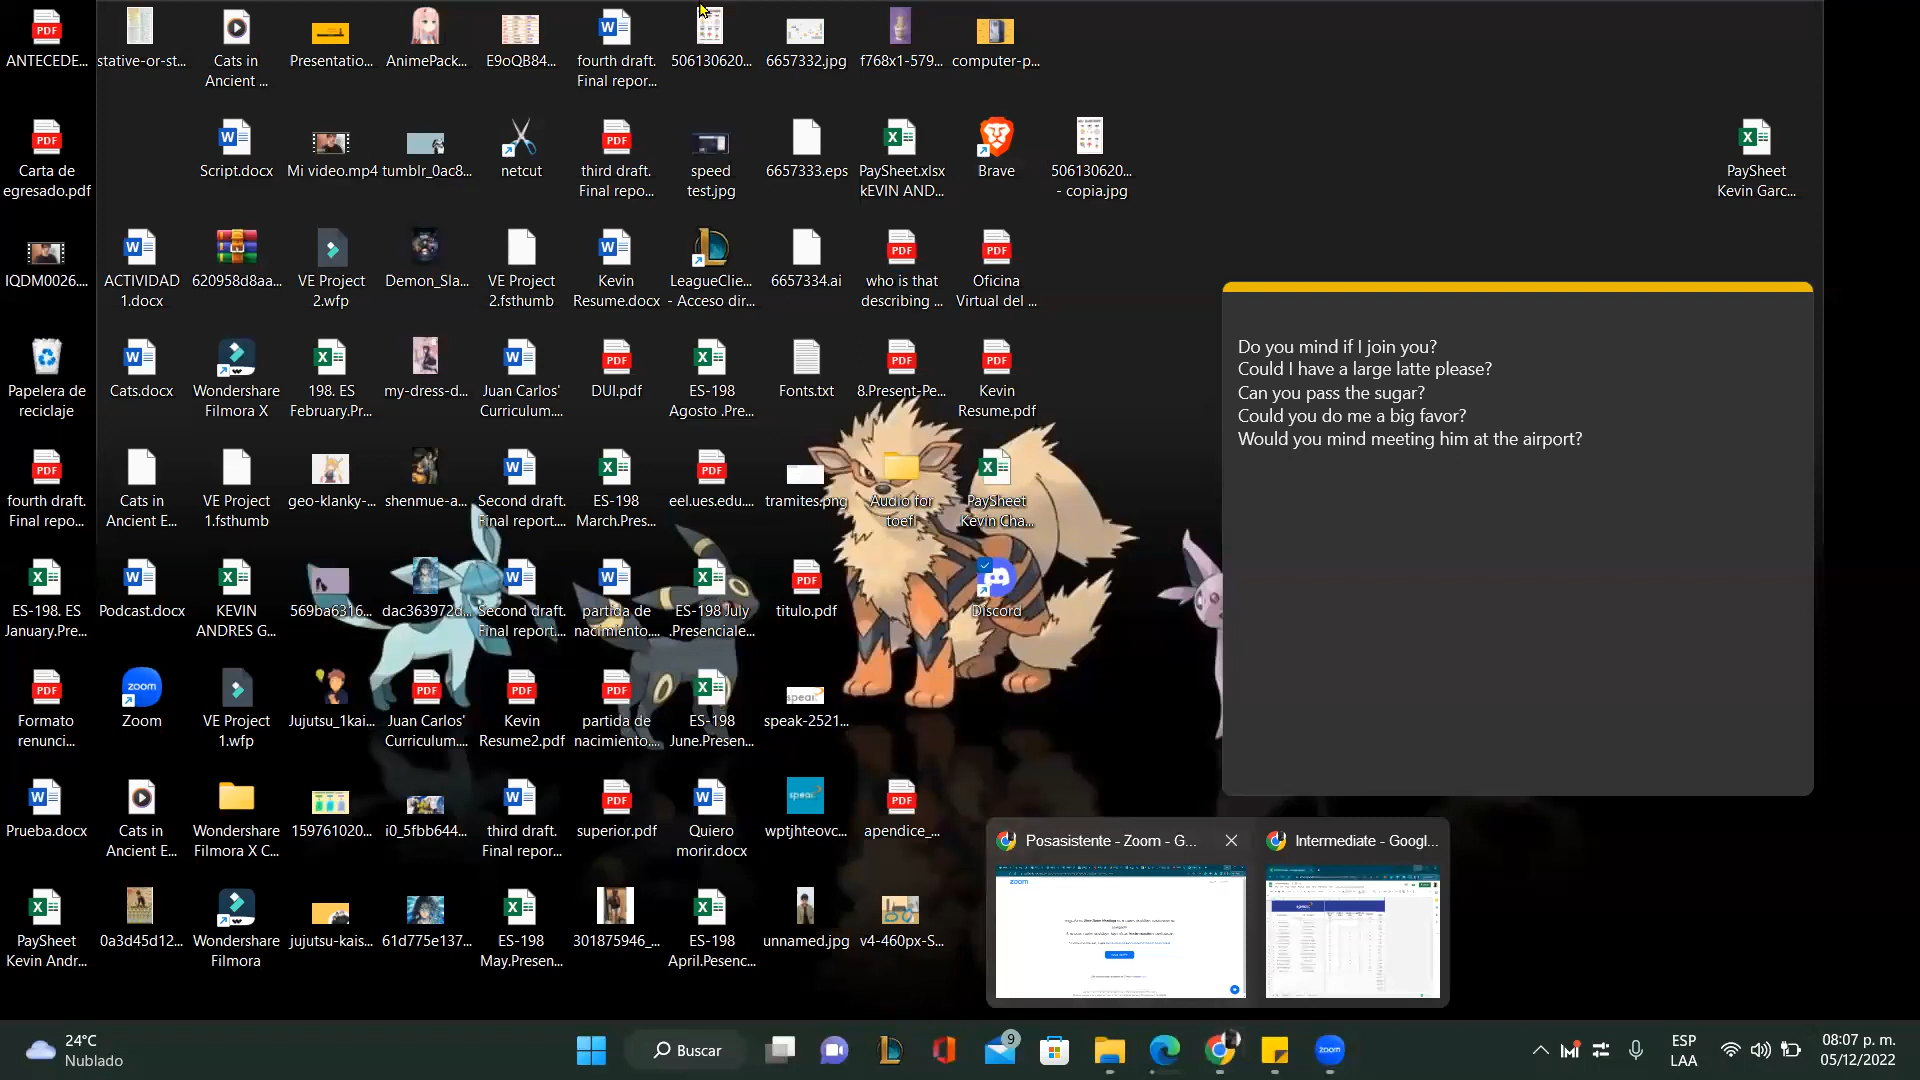 ANTECEDE...
stative-or-st...
Cats in
Ancient ...
Presentatio...
AnimePack...
E9oQB84...
fourth draft.
Final repor...
506130620...
6657332.jpg
f768x1-579...
computer-p...
Carta de
egresado.pdf
Script.docx
Mi video.mp4
tumblr_0ac8...
netcut
third draft.
Final repo...
speed
test.jpg
6657333.eps
PaySheet.xlsx
kEVIN AND...
Brave
506130620...
- copia.jpg
PaySheet
Kevin Garc...
IQDM0026....
ACTIVIDAD
1.docx
620958d8aa...
VE Project
2.wfp
Demon_Sla...
VE Project
2.fsthumb
Kevin
Resume.docx
LeagueClie...
- Acceso dir...
6657334.ai
who is that
describing ...
Oficina
Virtual del ...
Papelera de
reciclaje
Cats.docx
Wondershare
Filmora X
198. ES
February.Pr...
my-dress-d...
Juan Carlos'
Curriculum....
DUI.pdf
ES-198
Agosto .Pre...
Fonts.txt
8.Present-Pe...
Kevin
Resume.pdf
Do you mind if I join you?
Could I have a large latte please?
Can you pass the sugar?
Could you do me a big favor?
Would you mind meeting him at the airport?
fourth draft.
Final repo...
Cats in
Ancient E...
VE Project
1.fsthumb
geo-klanky-...
shenmue-a...
Second draft.
Final report....
ES-198
March.Pres...
eel.ues.edu....
tramites.png
Audio for
toefl
PaySheet
Kevin Cha...
ES-198. ES
January.Pre...
Podcast.docx
KEVIN
ANDRES G...
569ba6316...
dac363972d...
Second draft.
Final report....
partida de
nacimiento....
ES-198 July
.Presenciale...
titulo.pdf
Discord
Formato
renunci...
Zoom
VE Project
1.wfp
Jujutsu_1kai...
Juan Carlos'
Curriculum....
Kevin
Resume2.pdf
partida de
nacimiento....
ES-198
June.Presen...
speak-2521...
Prueba.docx
Cats in
Ancient E...
Wondershare
Filmora X C...
159761020...
i0_5fbb644...
third draft.
Final repor...
superior.pdf
Quiero
morir.docx
wptjhteovc...
apendice_...
Posasistente - Zoom - G...
Intermediate - Googl...
zoom
PaySheet
Kevin Andr...
0a3d45d12...
Wondershare
Filmora
jujutsu-kais...
61d775e137...
ES-198
May.Presen...
301875946_...
ES-198
April.Pesenc...
unnamed.jpg
v4-460px-S...
24°C
Nublado
Buscar
9
zoom
ESP
LAA
08:07 p. m.
05/12/2022